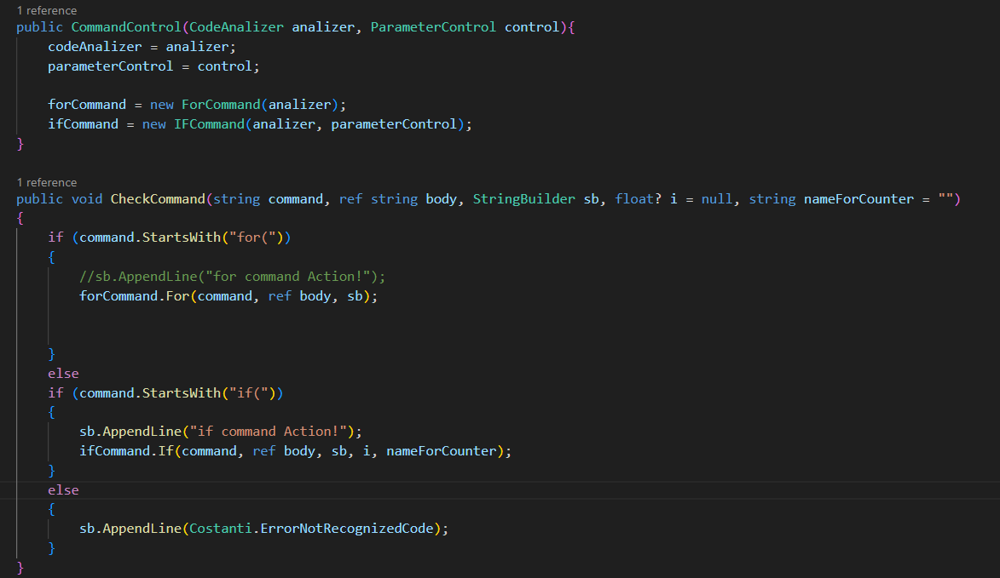 1 reference
public CommandControl(CodeAnalizer analizer, ParameterControl control){
codeAnalizer = analizer;
parameterControl = control;
forCommand = new ForCommand(analizer);
ifCommand = new IFCommand(analizer, parameterControl);
}
1 reference
public void CheckCommand(string command, ref string body, StringBuilder sb, float? i = null, string nameForCounter = "")
{
if (command.StartsWith("for("))
{
//sb.AppendLine("for command Action!");
forCommand.For(command, ref body, sb);
}
else
if (command.StartsWith("if("))
{
sb.AppendLine("if command Action!");
ifCommand.If(command, ref body, sb, i, nameForCounter);
}
else
{
sb.AppendLine(Costanti.ErrorNotRecognizedCode);
}
}